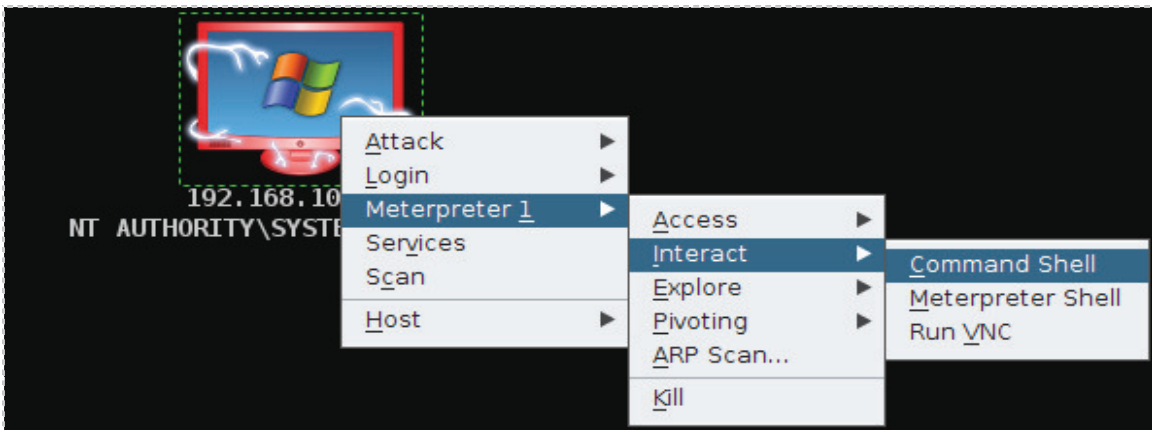 192.168.10
NT AUTHORITY\SYSTE
Attack
Login
Meterpreter 1
Services
Scan
Host
Access
Interact
Explore
Pivoting
ARP Scan...
Kill
Command Shell
Meterpreter Shell
Run VNC